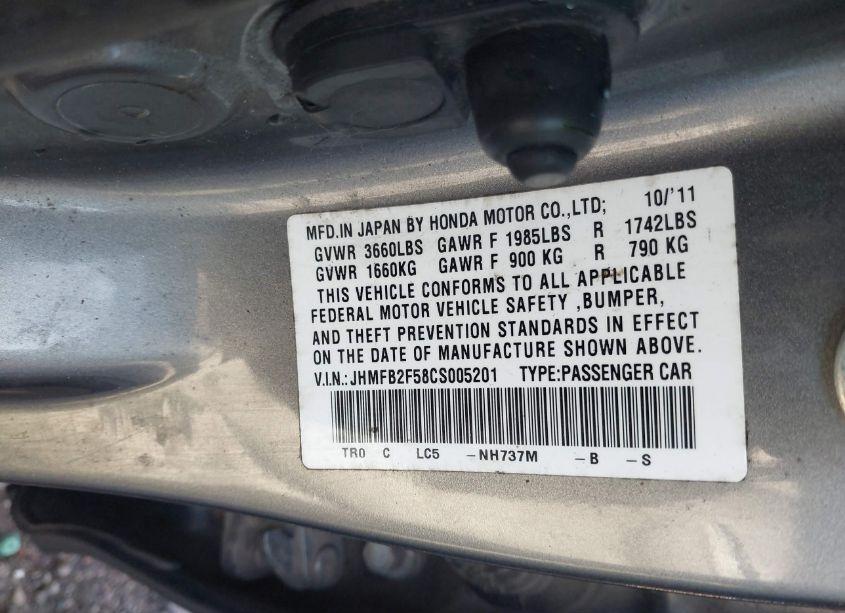 MFD.IN JAPAN BY HONDA MOTOR CO.,LTD; 10/'11
GVWR 3660LBS GAWR F 1985LBS R 1742LBS
GVWR 1660KG GAWR F 900 KG R 790 KG
THIS VEHICLE CONFORMS TO ALL APPLICABLE
FEDERAL MOTOR VEHICLE SAFETY ,BUMPER,
AND THEFT PREVENTION STANDARDS IN EFFECT
ON THE DATE OF MANUFACTURE SHOWN ABOVE.
V.I.N.:JHMFB2F58CS005201 TYPE:PASSENGER CAR
TR0 C LC5 -NH737M -B -S